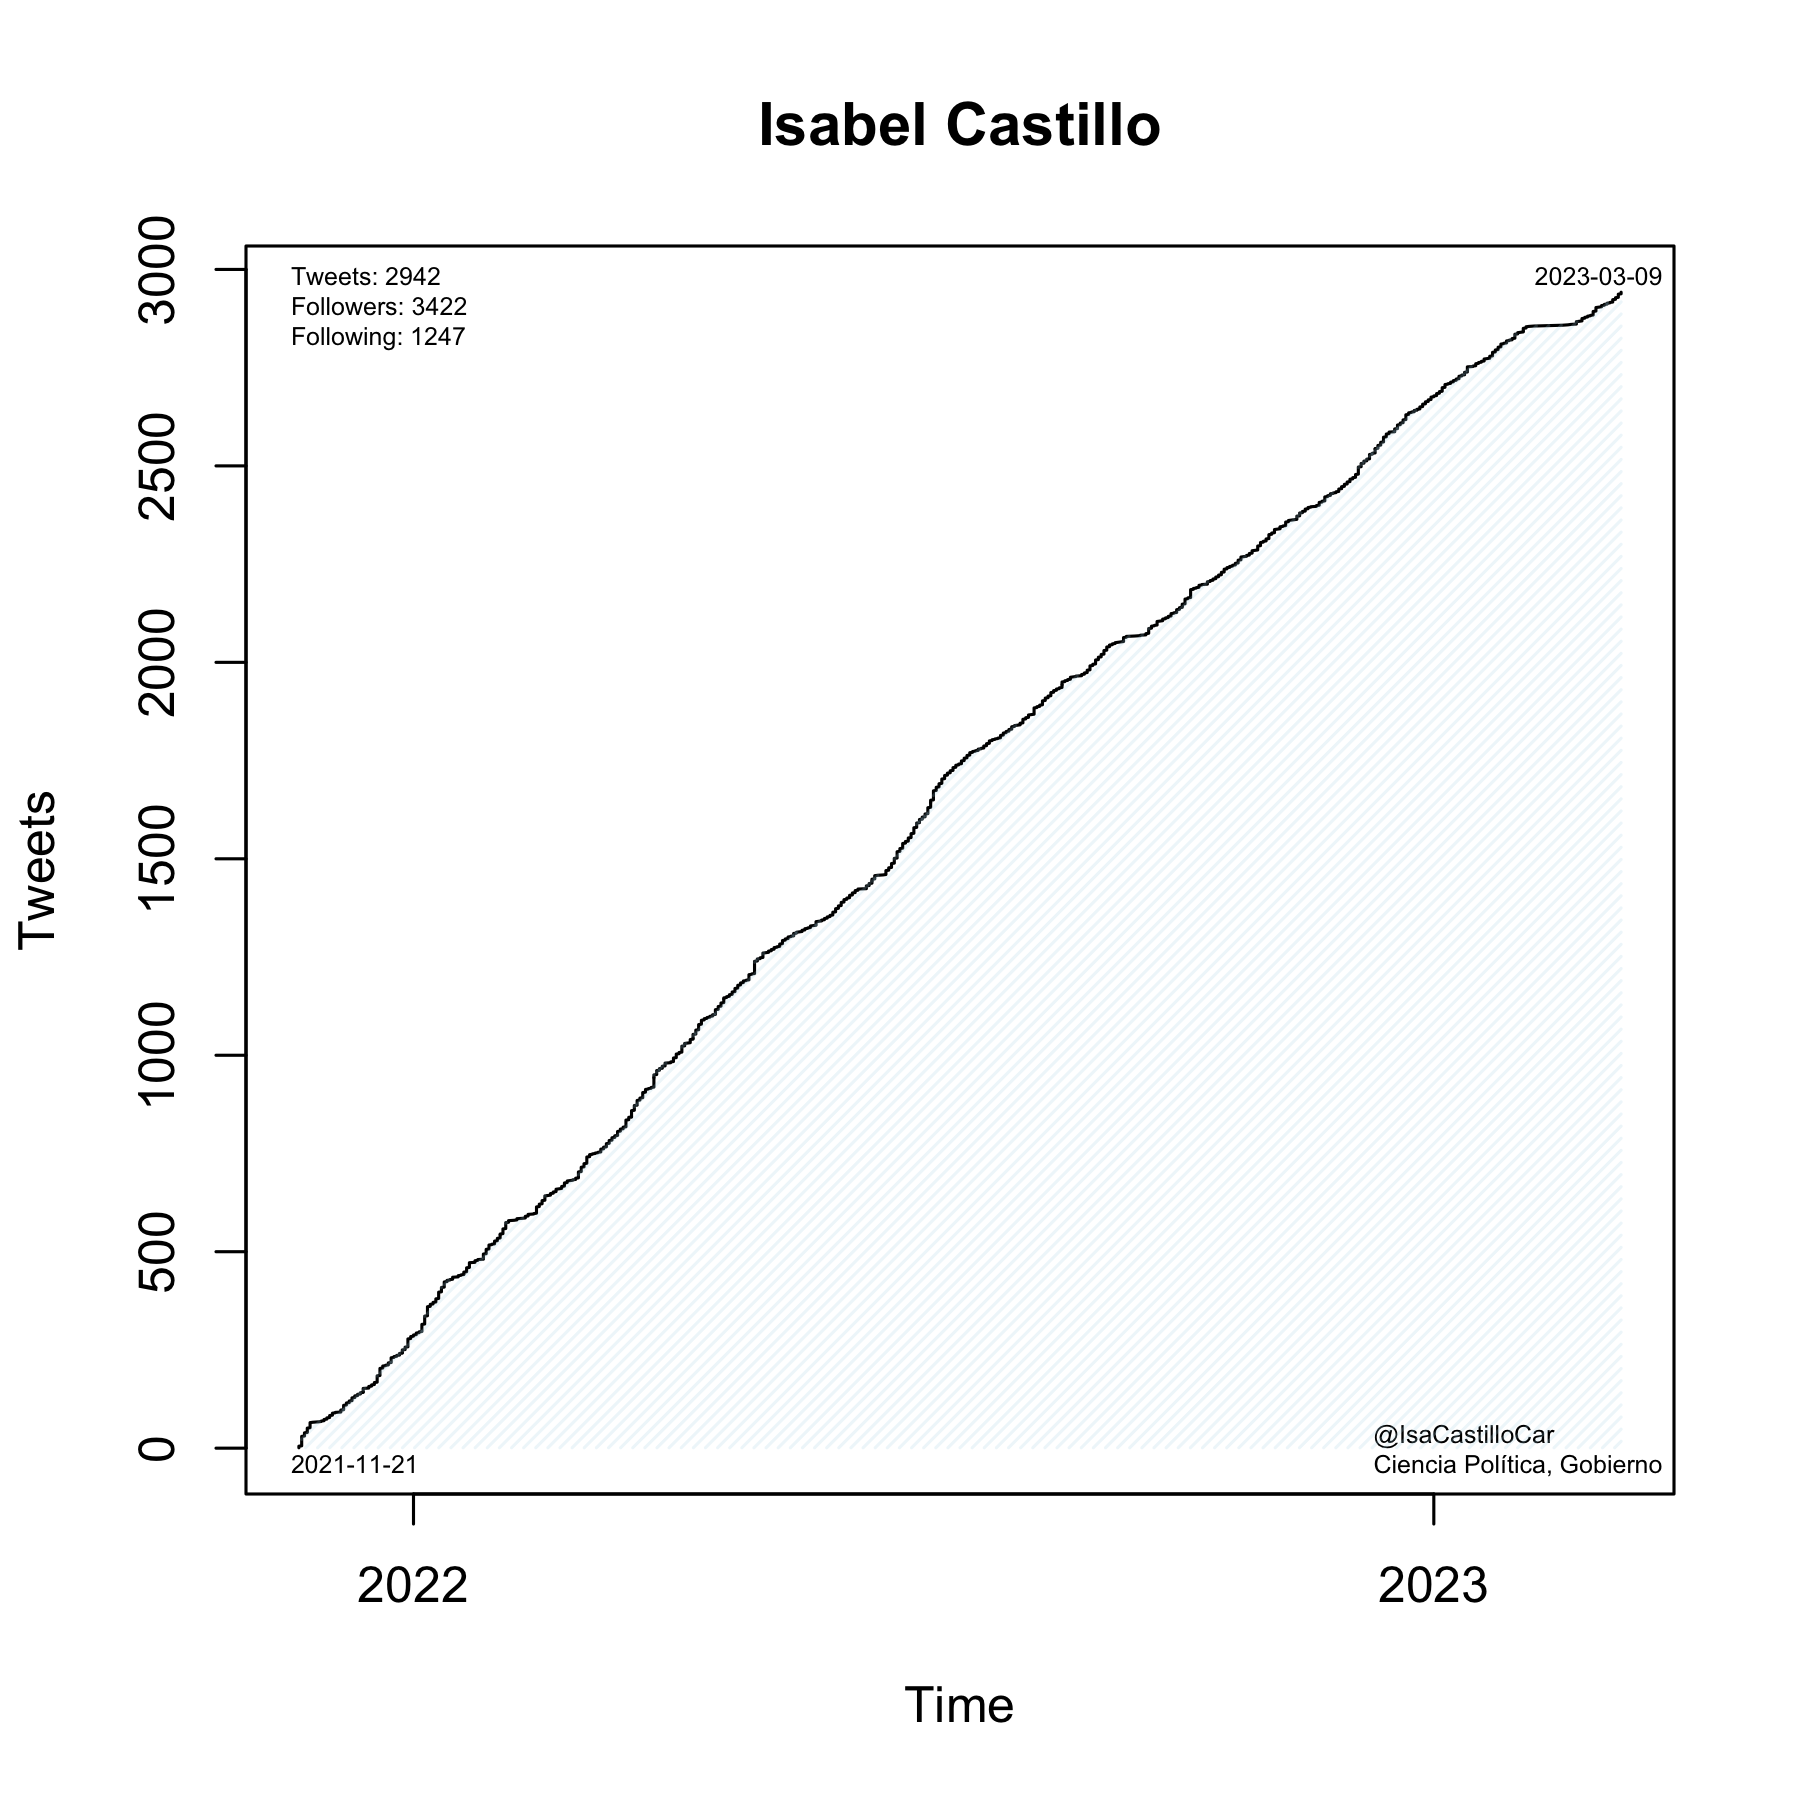 Isabel Castillo
Tweets
3000
2500
2000
1500
1000
500
0
Tweets: 2942
Followers: 3422
Following: 1247
2023-03-09
2021-11-21
@IsaCastilloCar
Ciencia Política, Gobierno
2022
2023
Time